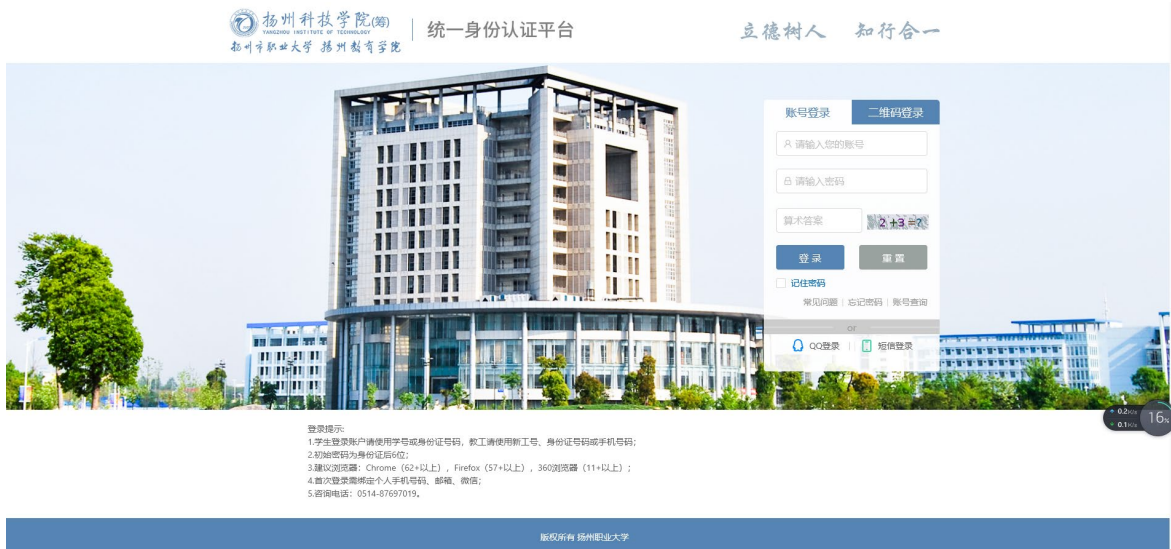 扬州科技学院(筹)
YANGZHOU INSTITUTE OF TECHNOLOGY
扬州市职业大学 扬州教育学院
统一身份认证平台
立德树人 知行合一
账号登录 二维码登录
请输入您的账号
请输入密码
算术答案 2+3=?
登录 重置
记住密码
常见问题 | 忘记密码 | 账号查询
or
QQ登录 | 短信登录
0.2K/s
0.1K/s
16%
登录提示:
1.学生登录账户请使用学号或身份证号码，教工请使用新工号、身份证号码或手机号码；
2.初始密码为身份证后6位；
3.建议浏览器：Chrome（62+以上）, Firefox（57+以上）, 360浏览器（11+以上）;
4.首次登录需绑定个人手机号码、邮箱、微信；
5.咨询电话：0514-87697019。
版权所有 扬州职业大学